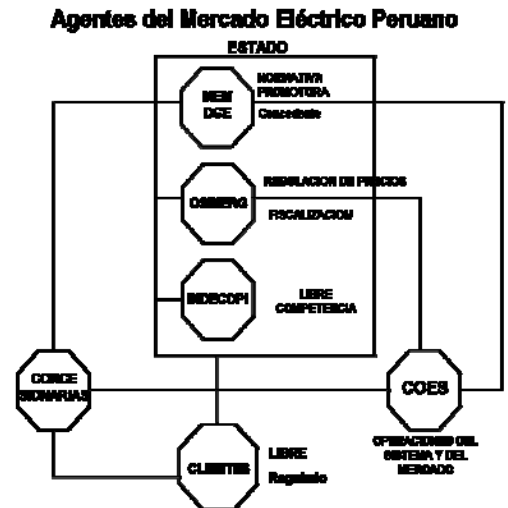 Agentes del Mercado Eléctrico Peruano
ESTADO
MEM
DGE
NORMATIVA
PROMOTORA
Concedente
OSINERG
REGULACION DE PRECIOS
FISCALIZACION
INDECOPI
LIBRE
COMPETENCIA
CONCE
SIONARIAS
COES
OPERACIONES DEL
SISTEMA Y DEL
MERCADO
CLIENTES
LIBRE
Regulado